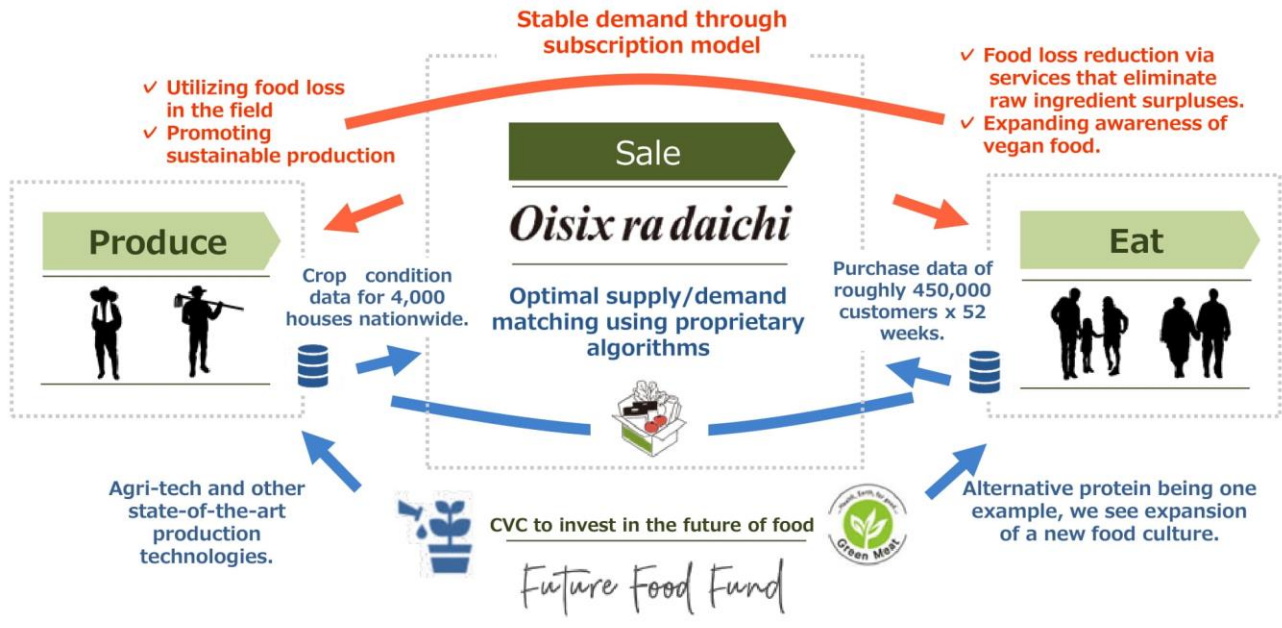 Stable demand through
subscription model
✓ Utilizing food loss
in the field
✓ Promoting
sustainable production
✓ Food loss reduction via
services that eliminate
raw ingredient surpluses.
✓ Expanding awareness of
vegan food.
Produce
Sale
Eat
Oisix ra daichi
Crop condition
data for 4,000
houses nationwide.
Optimal supply/demand
matching using proprietary
algorithms
Purchase data of
roughly 450,000
customers x 52
weeks.
Agri-tech and other
state-of-the-art
production
technologies.
CVC to invest in the future of food
Future Food Fund
Health, Earth, for good!
Green Meat
Alternative protein being one
example, we see expansion
of a new food culture.